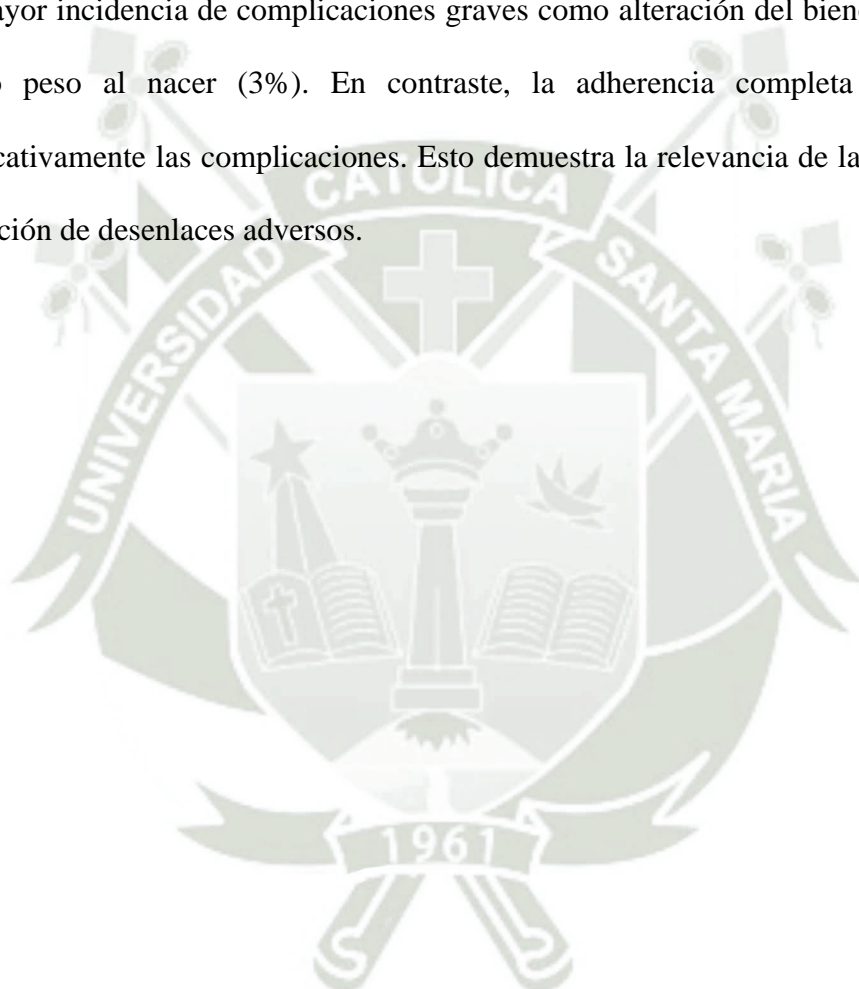 ayor incidencia de complicaciones graves como alteración del biene
peso al nacer (3%). En contraste, la adherencia completa
cativamente las complicaciones. Esto demuestra la relevancia de la
ción de desenlaces adversos.
UNIVERSIDAD CATOLICA SANTA MARIA
1961